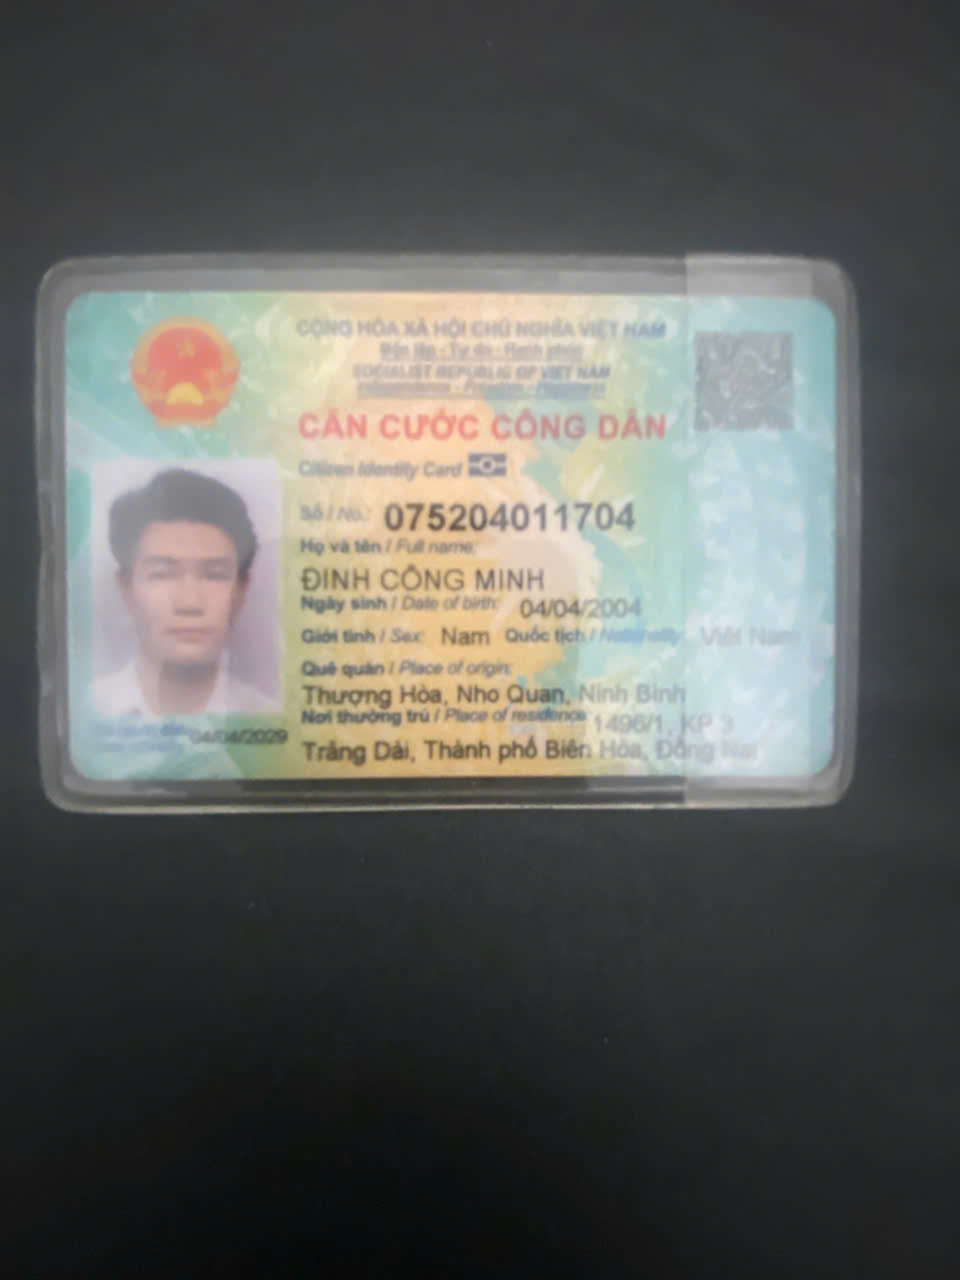 CỘNG HÒA XÃ HỘI CHỦ NGHĨA VIỆT NAM
Độc lập - Tự do - Hạnh phúc
SOCIALIST REPUBLIC OF VIET NAM
Independence - Freedom - Happiness
CĂN CƯỚC CÔNG DÂN
Citizen Identity Card
Số / No.: 075204011704
Họ và tên / Full name:
ĐINH CÔNG MINH
Ngày sinh / Date of birth: 04/04/2004
Giới tính / Sex: Nam Quốc tịch / Nationality: Việt Nam
Quê quán / Place of origin:
Thượng Hòa, Nho Quan, Ninh Bình
Nơi thường trú / Place of residence: 1496/1, KP 3
Trảng Dài, Thành phố Biên Hòa, Đồng Nai
04/04/2029